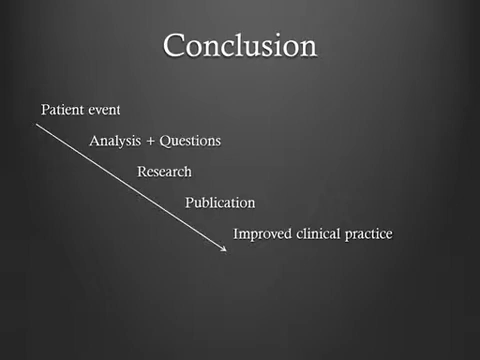 Conclusion
Patient event
Analysis + Questions
Research
Publication
Improved clinical practice